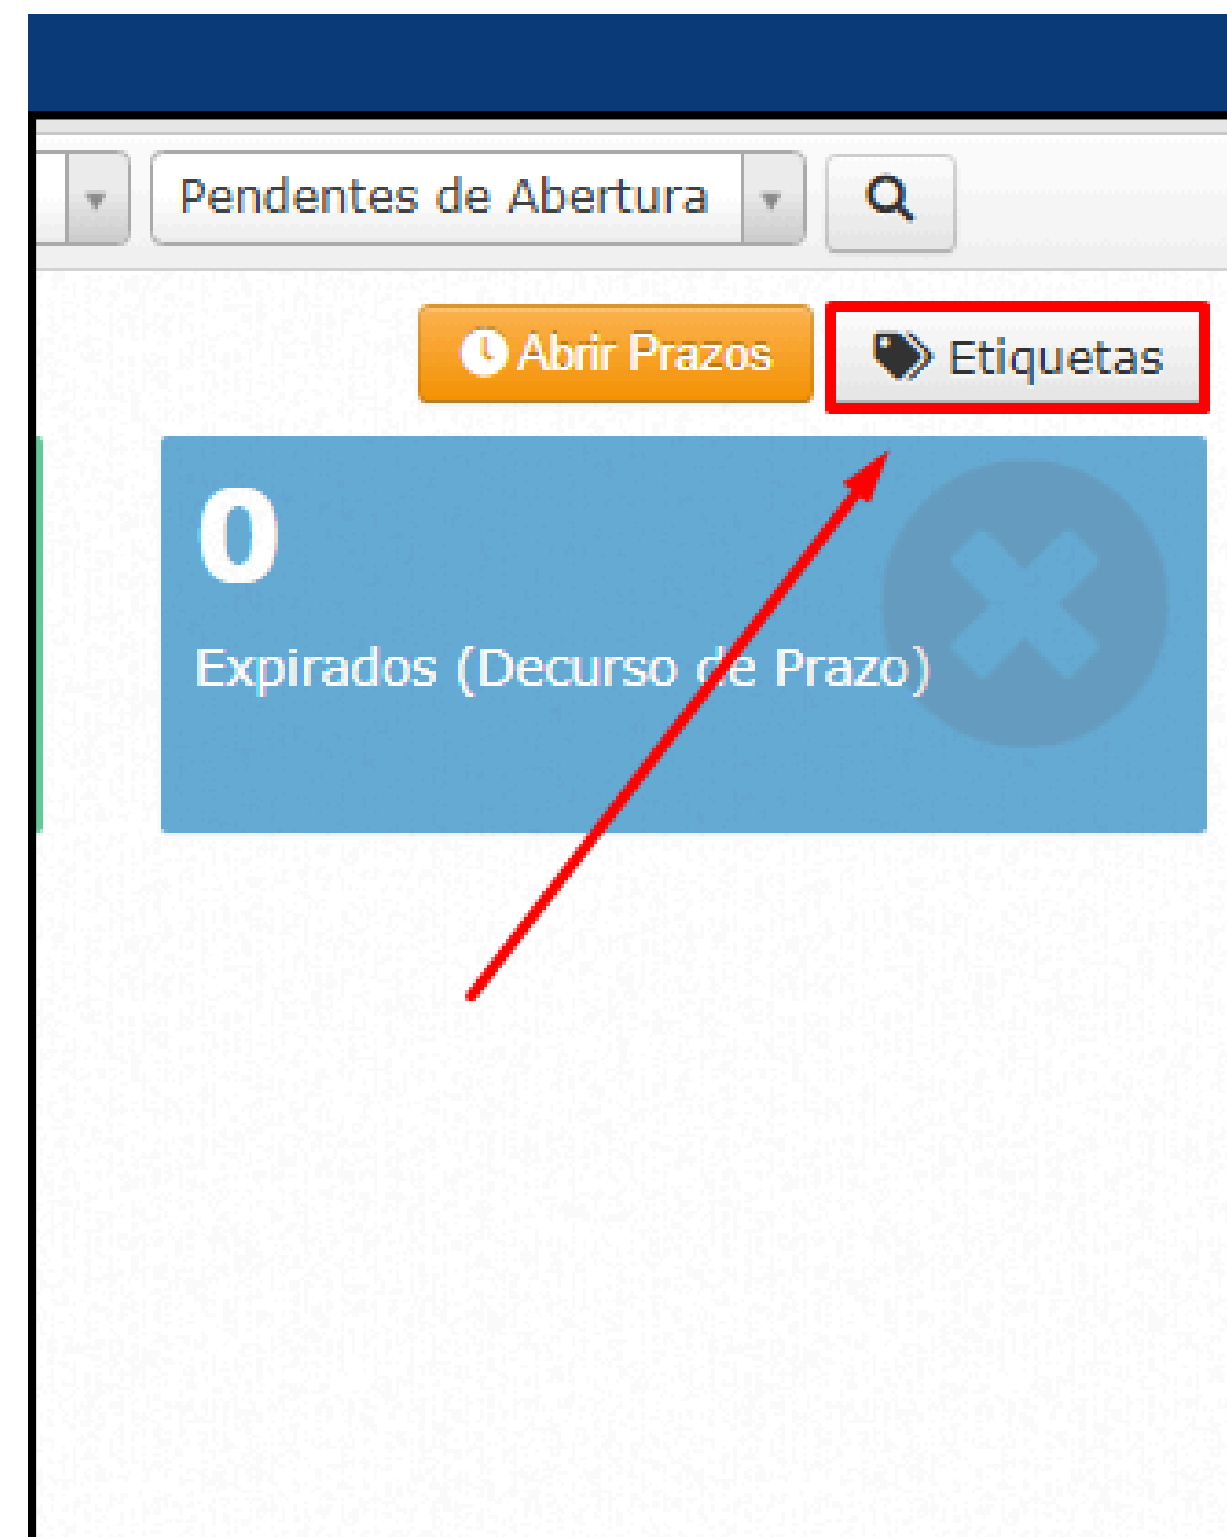 Pendentes de Abertura
Abrir Prazos
Etiquetas
0
Expirados (Decurso de Prazo)